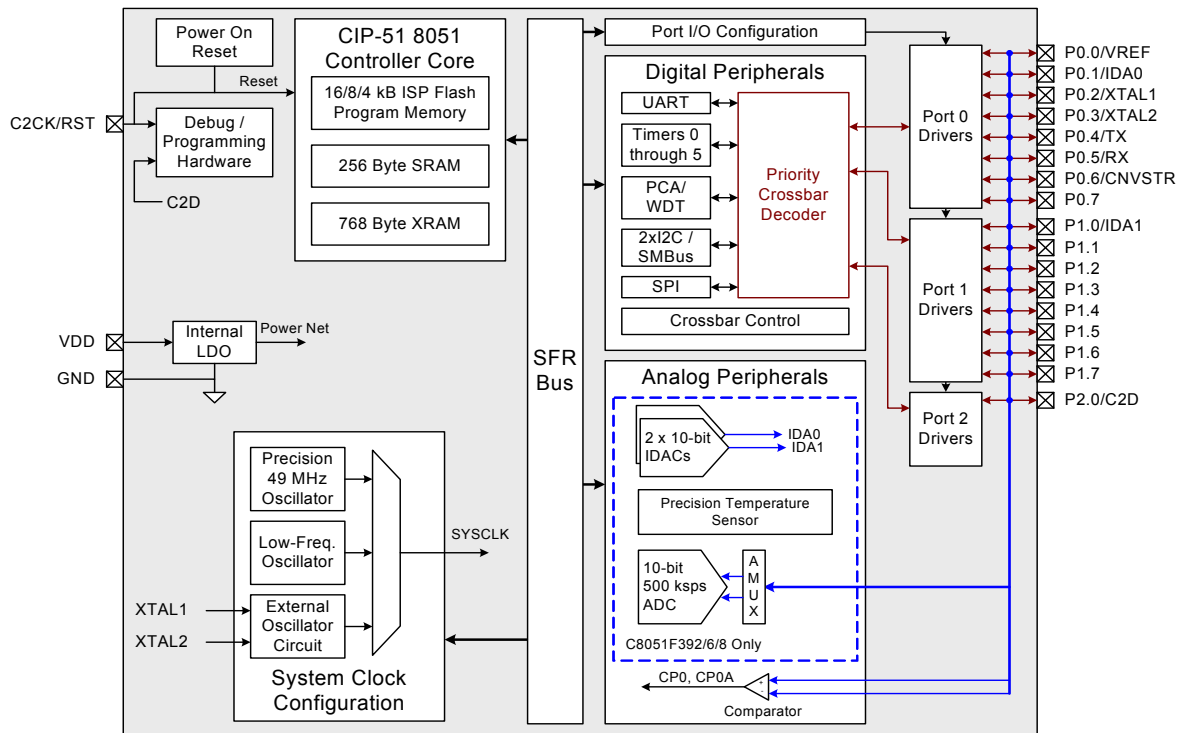 Power On
Reset
Reset
C2CK/RST
Debug /
Programming
Hardware
C2D
CIP-51 8051
Controller Core
16/8/4 kB ISP Flash
Program Memory
256 Byte SRAM
768 Byte XRAM
VDD
GND
Internal
LDO
Power Net
Precision
49 MHz
Oscillator
Low-Freq.
Oscillator
External
Oscillator
Circuit
XTAL1
XTAL2
SYSCLK
System Clock
Configuration
SFR
Bus
Port I/O Configuration
Digital Peripherals
UART
Timers 0
through 5
PCA/
WDT
2xI2C /
SMBus
SPI
Priority
Crossbar
Decoder
Crossbar Control
Analog Peripherals
2 x 10-bit
IDACs
IDA0
IDA1
Precision Temperature
Sensor
10-bit
500 ksps
ADC
A
M
U
X
C8051F392/6/8 Only
CP0, CP0A
+
-
Comparator
Port 0
Drivers
Port 1
Drivers
Port 2
Drivers
P0.0/VREF
P0.1/IDA0
P0.2/XTAL1
P0.3/XTAL2
P0.4/TX
P0.5/RX
P0.6/CNVSTR
P0.7
P1.0/IDA1
P1.1
P1.2
P1.3
P1.4
P1.5
P1.6
P1.7
P2.0/C2D